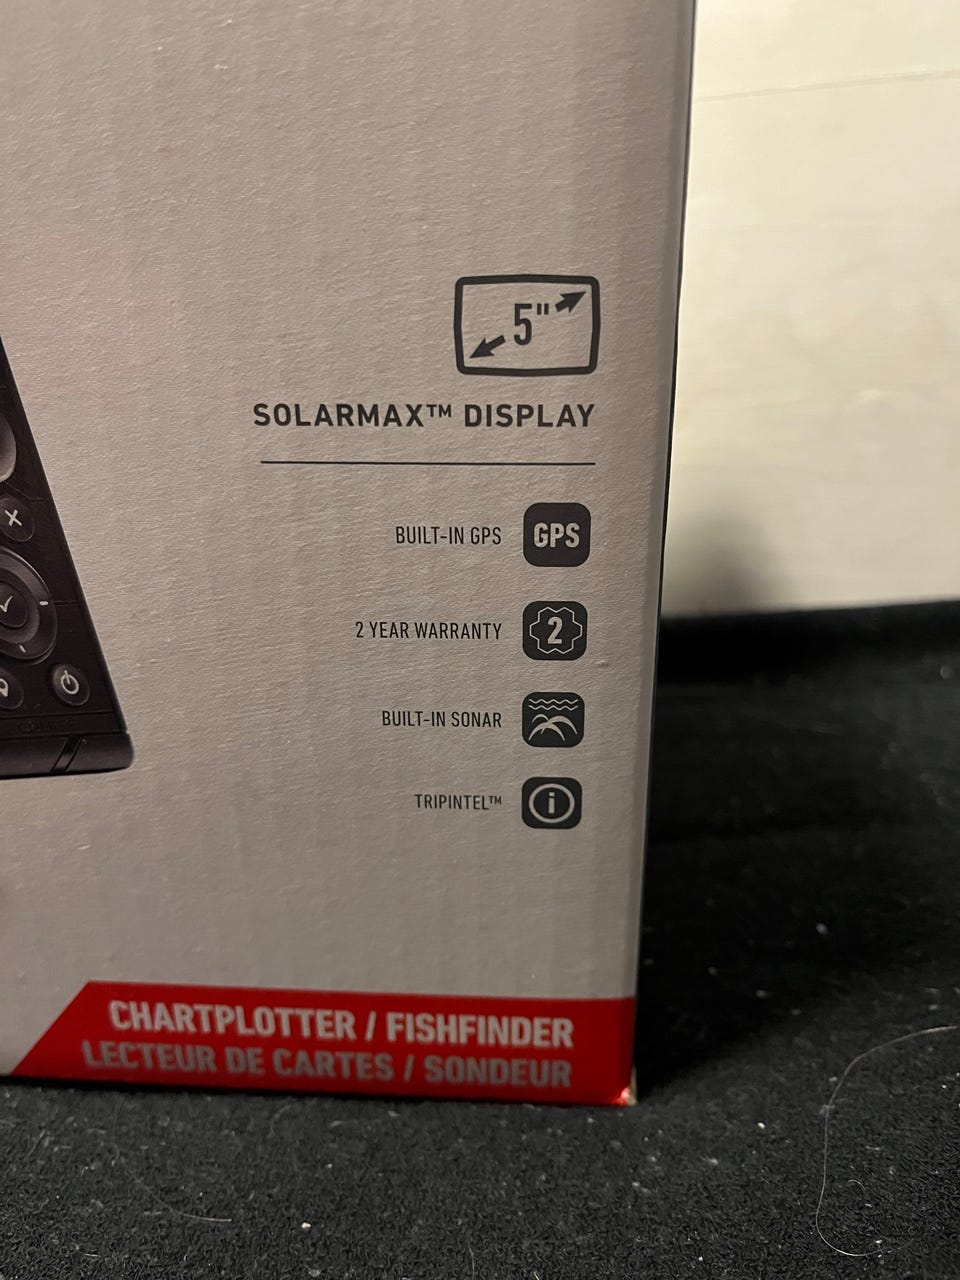 5"
SOLARMAX™ DISPLAY
BUILT-IN GPS GPS
2 YEAR WARRANTY 2
BUILT-IN SONAR
TRIPINTEL™ i
CHARTPLOTTER / FISHFINDER
LECTEUR DE CARTES / SONDEUR